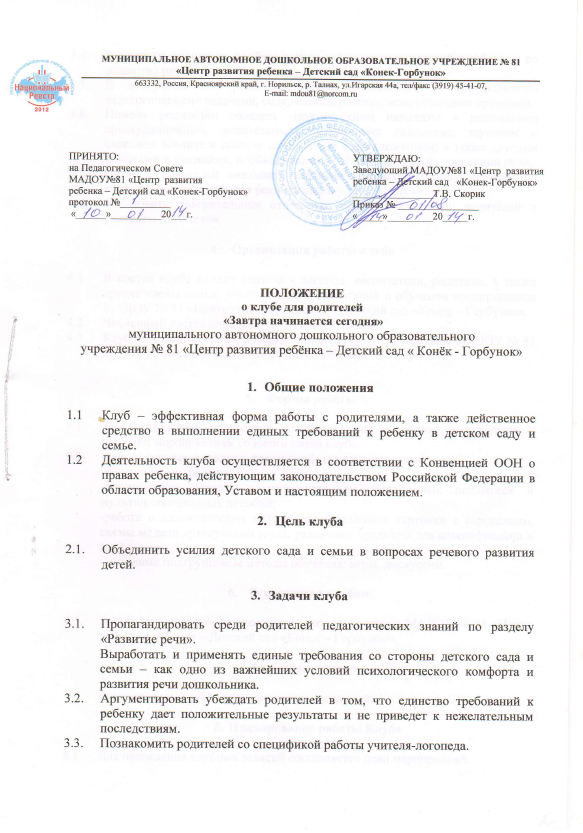 МУНИЦИПАЛЬНОЕ АВТОНОМНОЕ ДОШКОЛЬНОЕ ОБРАЗОВАТЕЛЬНОЕ УЧРЕЖДЕНИЕ № 81
«Центр развития ребенка – Детский сад «Конек-Горбунок»
663332, Россия, Красноярский край, г. Норильск, р. Талнах, ул.Игарская 44а, тел/факс (3919) 45-41-07,
E-mail: mdou81@norcom.ru
Национальный
Реестр
2012
ПРИНЯТО:
на Педагогическом Совете
МАДОУ№81 «Центр развития
ребенка – Детский сад «Конек-Горбунок»
протокол № 1
« 10 » 01 2014 г.
УТВЕРЖДАЮ:
Заведующий МАДОУ№81 «Центр развития
ребенка – Детский сад «Конек-Горбунок»
Т.В. Скорик
Приказ № 01/08
« 14 » 01 2014 г.
ПОЛОЖЕНИЕ
о клубе для родителей
«Завтра начинается сегодня»
муниципального автономного дошкольного образовательного
учреждения № 81 «Центр развития ребёнка – Детский сад « Конёк - Горбунок»
1. Общие положения
1.1 Клуб – эффективная форма работы с родителями, а также действенное
средство в выполнении единых требований к ребенку в детском саду и
семье.
1.2 Деятельность клуба осуществляется в соответствии с Конвенцией ООН о
правах ребенка, действующим законодательством Российской Федерации в
области образования, Уставом и настоящим положением.
2. Цель клуба
2.1. Объединить усилия детского сада и семьи в вопросах речевого развития
детей.
3. Задачи клуба
3.1. Пропагандировать среди родителей педагогических знаний по разделу
«Развитие речи».
Выработать и применять единые требования со стороны детского сада и
семьи – как одно из важнейших условий психологического комфорта и
развития речи дошкольника.
3.2. Аргументировать убеждать родителей в том, что единство требований к
ребенку дает положительные результаты и не приведет к нежелательным
последствиям.
3.3. Познакомить родителей со спецификой работы учителя-логопеда.